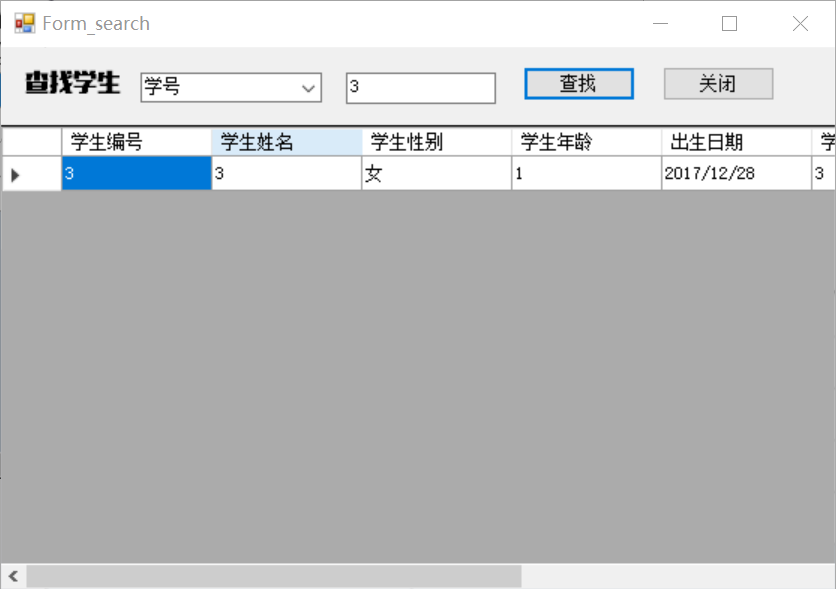 Form_search
查找学生 学号 3 查找 关闭
学生编号 学生姓名 学生性别 学生年龄 出生日期
3 3 女 1 2017/12/28 3